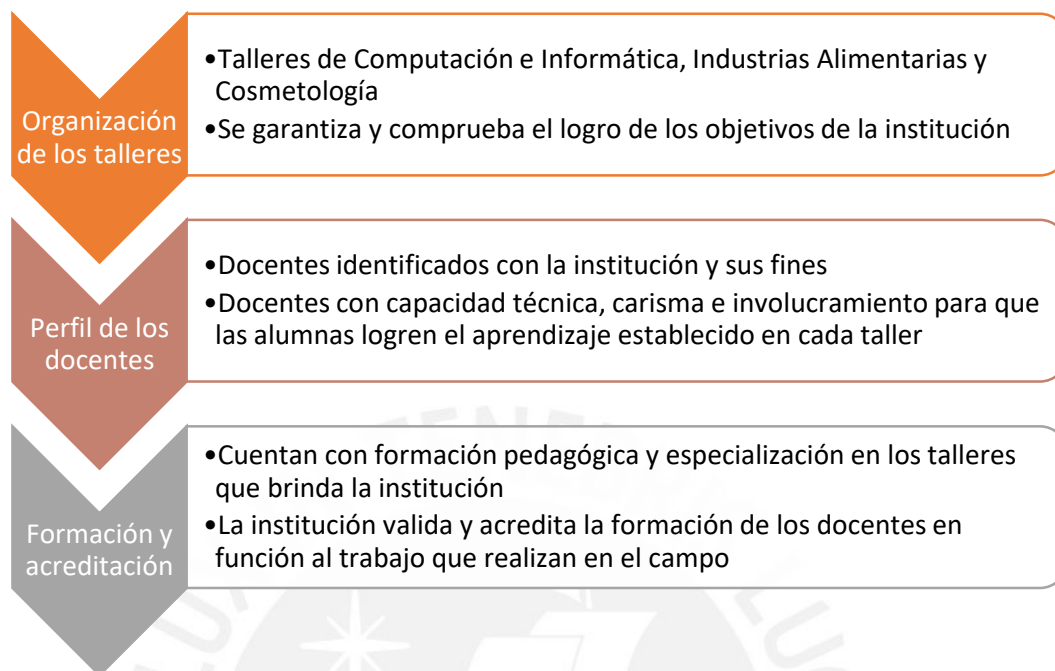 Organización
de los talleres
•Talleres de Computación e Informática, Industrias Alimentarias y
Cosmetología
•Se garantiza y comprueba el logro de los objetivos de la institución
Perfil de los
docentes
•Docentes identificados con la institución y sus fines
•Docentes con capacidad técnica, carisma e involucramiento para que
las alumnas logren el aprendizaje establecido en cada taller
Formación y
acreditación
•Cuentan con formación pedagógica y especialización en los talleres
que brinda la institución
•La institución valida y acredita la formación de los docentes en
función al trabajo que realizan en el campo